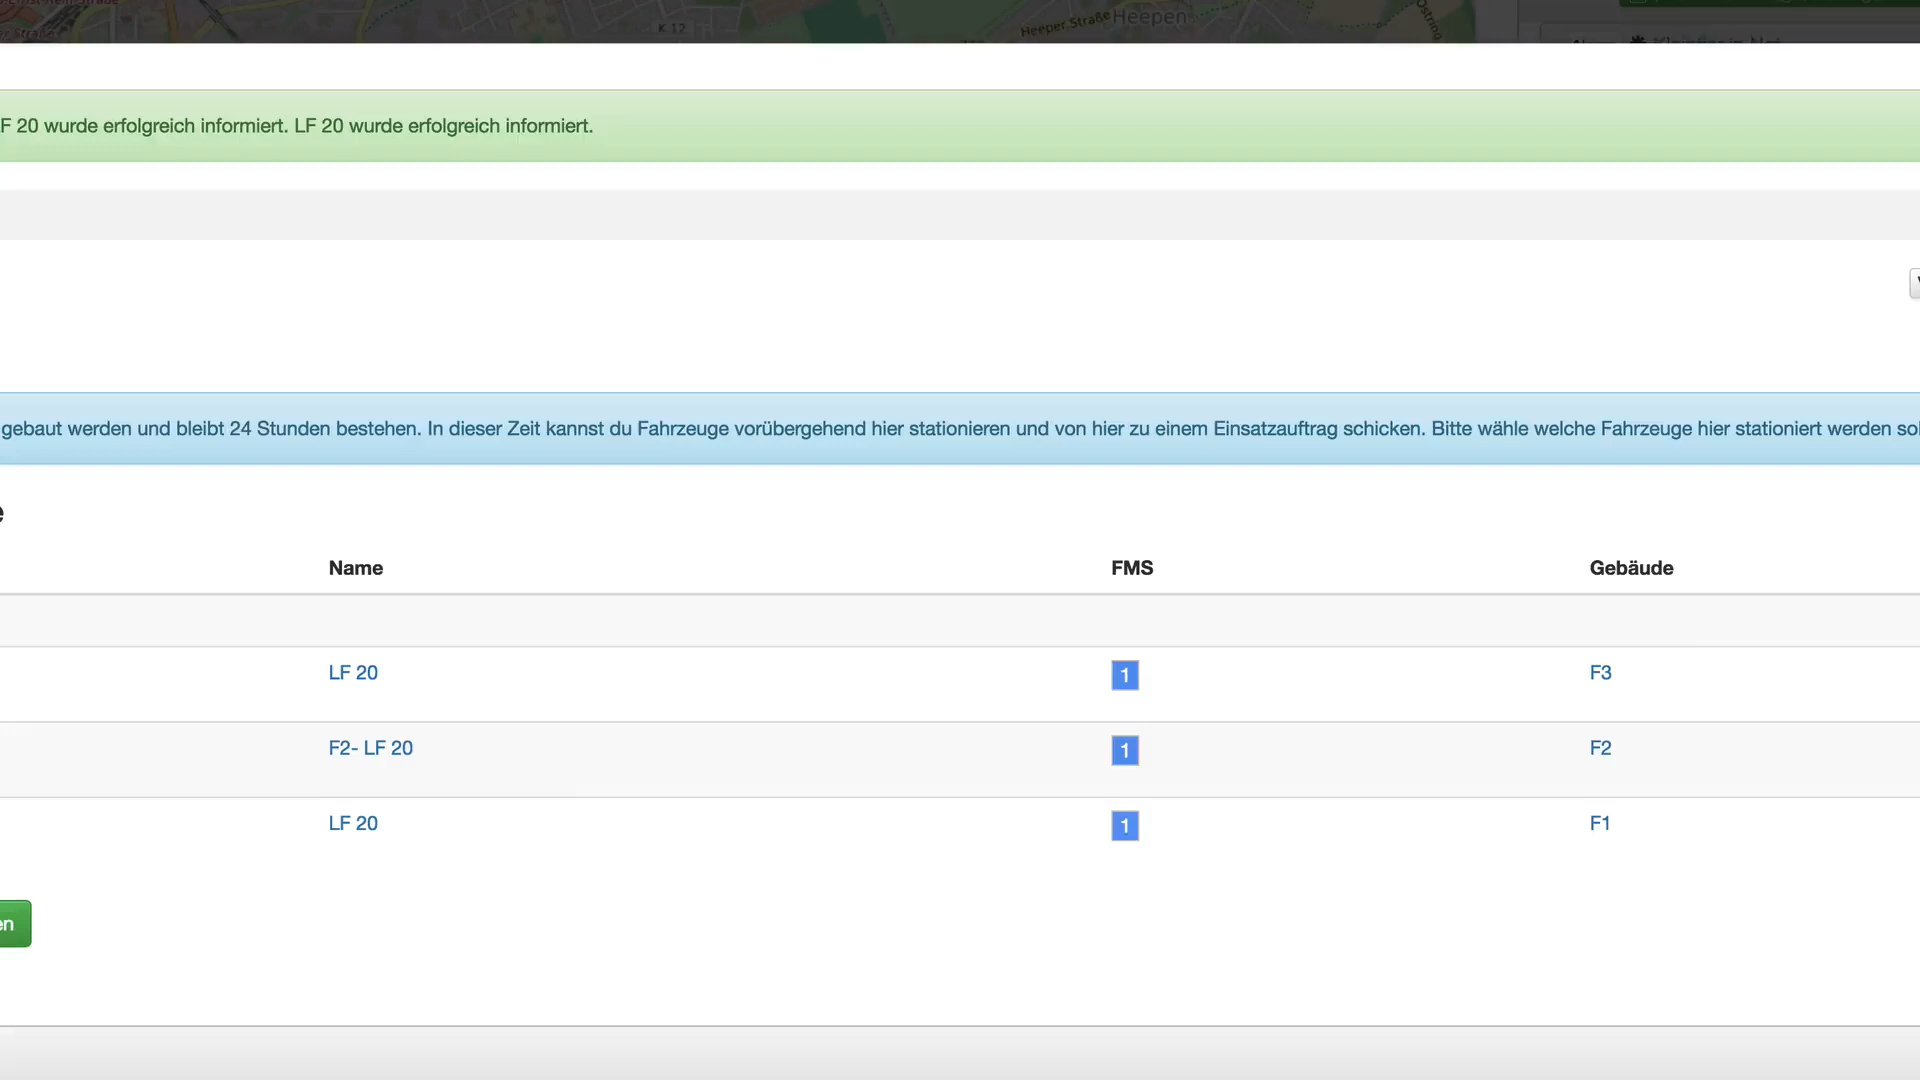 K 12
Heeper Straße
Heepen
Ostring
F 20 wurde erfolgreich informiert. LF 20 wurde erfolgreich informiert.
gebaut werden und bleibt 24 Stunden bestehen. In dieser Zeit kannst du Fahrzeuge vorübergehend hier stationieren und von hier zu einem Einsatzauftrag schicken. Bitte wähle welche Fahrzeuge hier stationiert werden sol
e
Name FMS Gebäude
LF 20 1 F3
F2- LF 20 1 F2
LF 20 1 F1
en